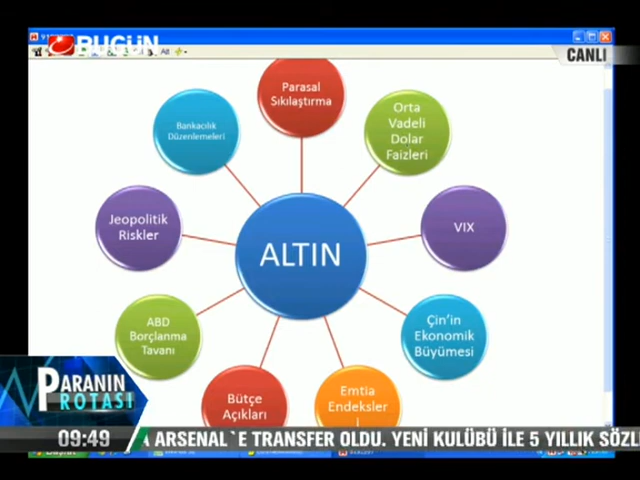 BUGÜN
CANLI
Parasal
Sıkılaştırma
Orta
Vadeli
Dolar
Faizleri
Bankacılık
Düzenlemeleri
Jeopolitik
Riskler
ALTIN
VIX
ABD
Borçlanma
Tavanı
Çin'in
Ekonomik
Büyümesi
Bütçe
Açıkları
Emtia
Endeksler
i
PARANIN
ROTASI
09:49
A ARSENAL`E TRANSFER OLDU. YENİ KULÜBÜ İLE 5 YILLIK SÖZL